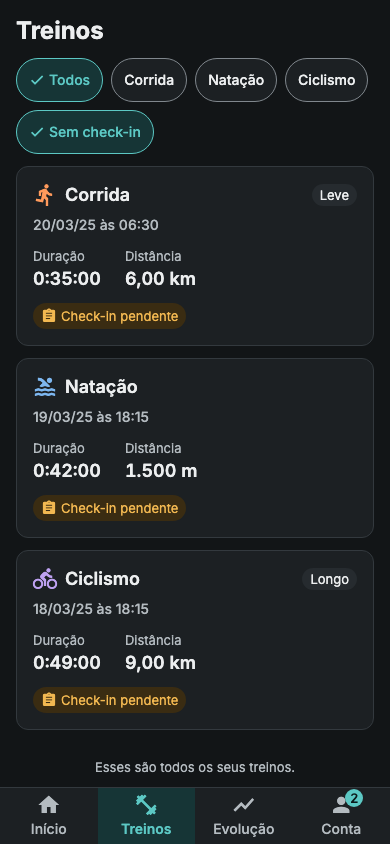 Treinos
Todos
Corrida
Natação
Ciclismo
Sem check-in
Corrida
Leve
20/03/25 às 06:30
Duração Distância
0:35:00 6,00 km
Check-in pendente
Natação
19/03/25 às 18:15
Duração Distância
0:42:00 1.500 m
Check-in pendente
Ciclismo
Longo
18/03/25 às 18:15
Duração Distância
0:49:00 9,00 km
Check-in pendente
Esses são todos os seus treinos.
2
Início Treinos Evolução Conta